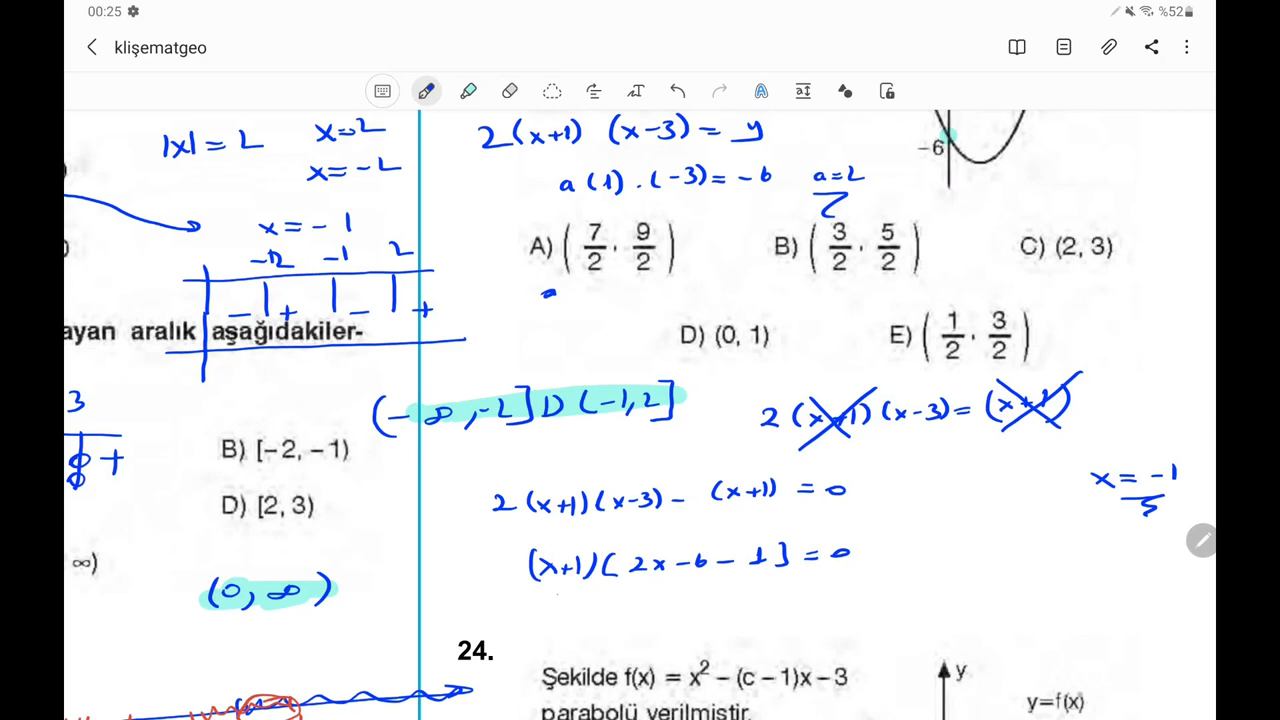 00:25 %52
klişematgeo
|x| = 2 x=2
x=-2
x = -1
-2 -1 2
- + - +
ayan aralık aşağıdakiler-
3
+
B) [-2, -1)
D) [2, 3)
∞)
(0, ∞)
2(x+1) (x-3) = y
-6
a(1).(-3) = -6 a=2
A) ( 7/2 . 9/2 ) B) ( 3/2 . 5/2 ) C) (2, 3)
D) (0, 1) E) ( 1/2 . 3/2 )
(-∞, -2] ∪ (-1, 2]
2(x+1)(x-3) = (x+1)
x = -1
2(x+1)(x-3) - (x+1) = 0
(x+1)[2x-6-1] = 0
24.
Şekilde f(x) = x² - (c - 1)x - 3
parabolü verilmiştir.
y
y=f(x)